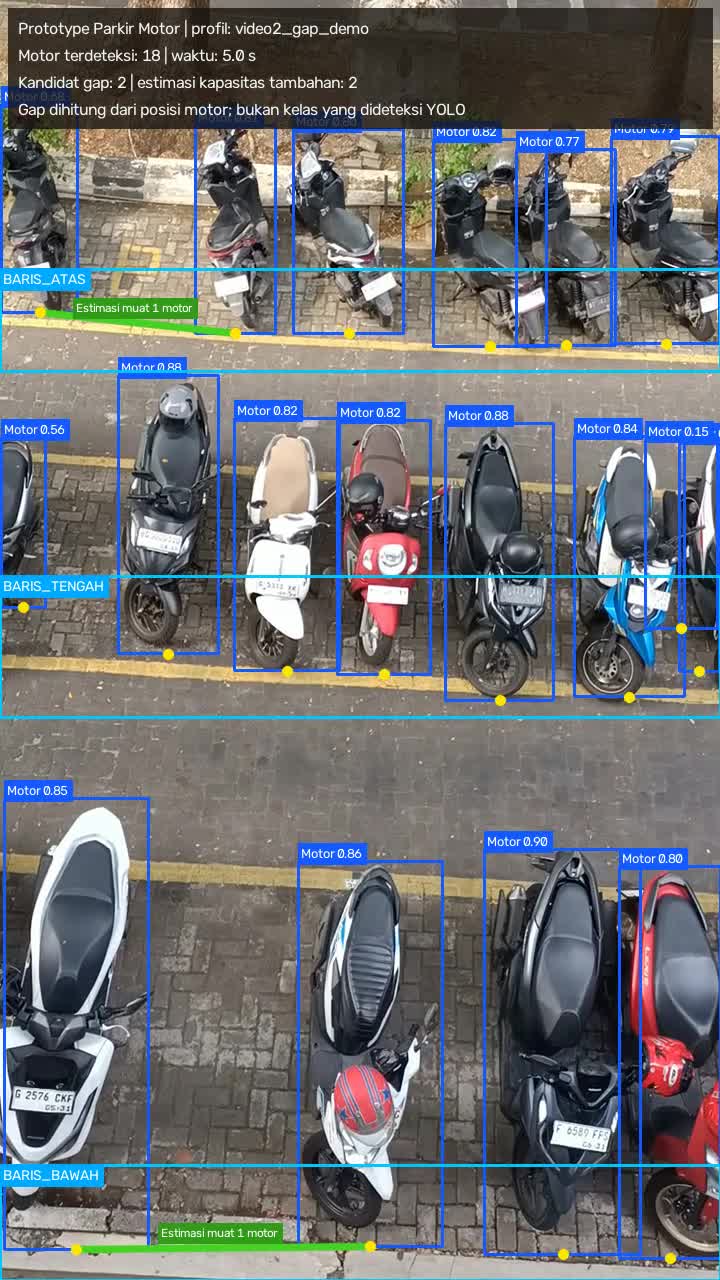 Prototype Parkir Motor | profil: video2_gap_demo
Motor terdeteksi: 18 | waktu: 5.0 s
Kandidat gap: 2 | estimasi kapasitas tambahan: 2
Gap dihitung dari posisi motor; bukan kelas yang dideteksi YOLO
Motor 0.82
Motor 0.77
Motor 0.79
BARIS_ATAS
Estimasi muat 1 motor
Motor 0.88
Motor 0.56
Motor 0.82
Motor 0.82
Motor 0.88
Motor 0.84
Motor 0.15
BARIS_TENGAH
Motor 0.85
Motor 0.86
Motor 0.90
Motor 0.80
G 2576 CKF
05·31
F 6589 FFS
BARIS_BAWAH
Estimasi muat 1 motor